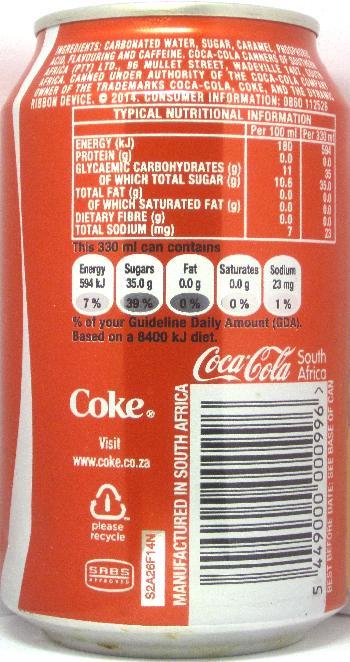 INGREDIENTS: CARBONATED WATER, SUGAR, CARAMEL, PHOSPHORIC
ACID, FLAVOURING AND CAFFEINE. COCA-COLA CANNERS OF SOUTHERN
AFRICA (PTY) LTD., 96 MULLET STREET, WADEVILLE, 1407, SOUTH
AFRICA. CANNED UNDER AUTHORITY OF THE COCA-COLA COMPANY,
OWNER OF THE TRADEMARKS COCA-COLA, COKE, AND THE DYNAMIC
RIBBON DEVICE. © 2014. CONSUMER INFORMATION: 0860 112526
TYPICAL NUTRITIONAL INFORMATION
Per 100 ml Per 330 ml
ENERGY (kJ) 180 594
PROTEIN (g) 0.0 0.0
GLYCAEMIC CARBOHYDRATES (g) 11 35
OF WHICH TOTAL SUGAR (g) 10.6 35.0
TOTAL FAT (g) 0.0 0.0
OF WHICH SATURATED FAT (g) 0.0 0.0
DIETARY FIBRE (g) 0.0 0.0
TOTAL SODIUM (mg) 7 23
This 330 ml can contains
Energy Sugars Fat Saturates Sodium
594 kJ 35.0 g 0.0 g 0.0 g 23 mg
7 % 39 % 0 % 0 % 1 %
% of your Guideline Daily Amount (GDA).
Based on a 8400 kJ diet.
Coca-Cola South
Africa
Coke®
Visit
www.coke.co.za
please
recycle
SABS
APPROVED
S2A26F14N
MANUFACTURED IN SOUTH AFRICA
5 449000 000996 >
BEST BEFORE DATE: SEE BASE OF CAN